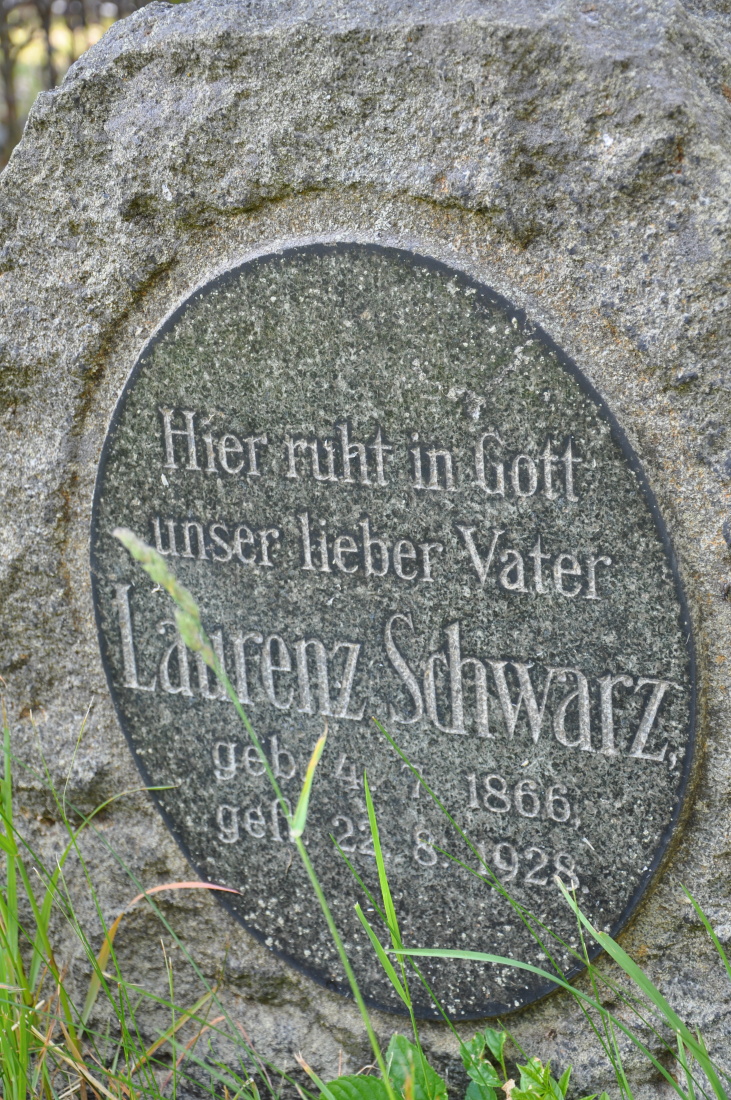 Hier ruht in Gott
unser lieber Vater
Laurenz Schwarz,
geb. 4. 7. 1866,
gest. 22. 8. 1928.